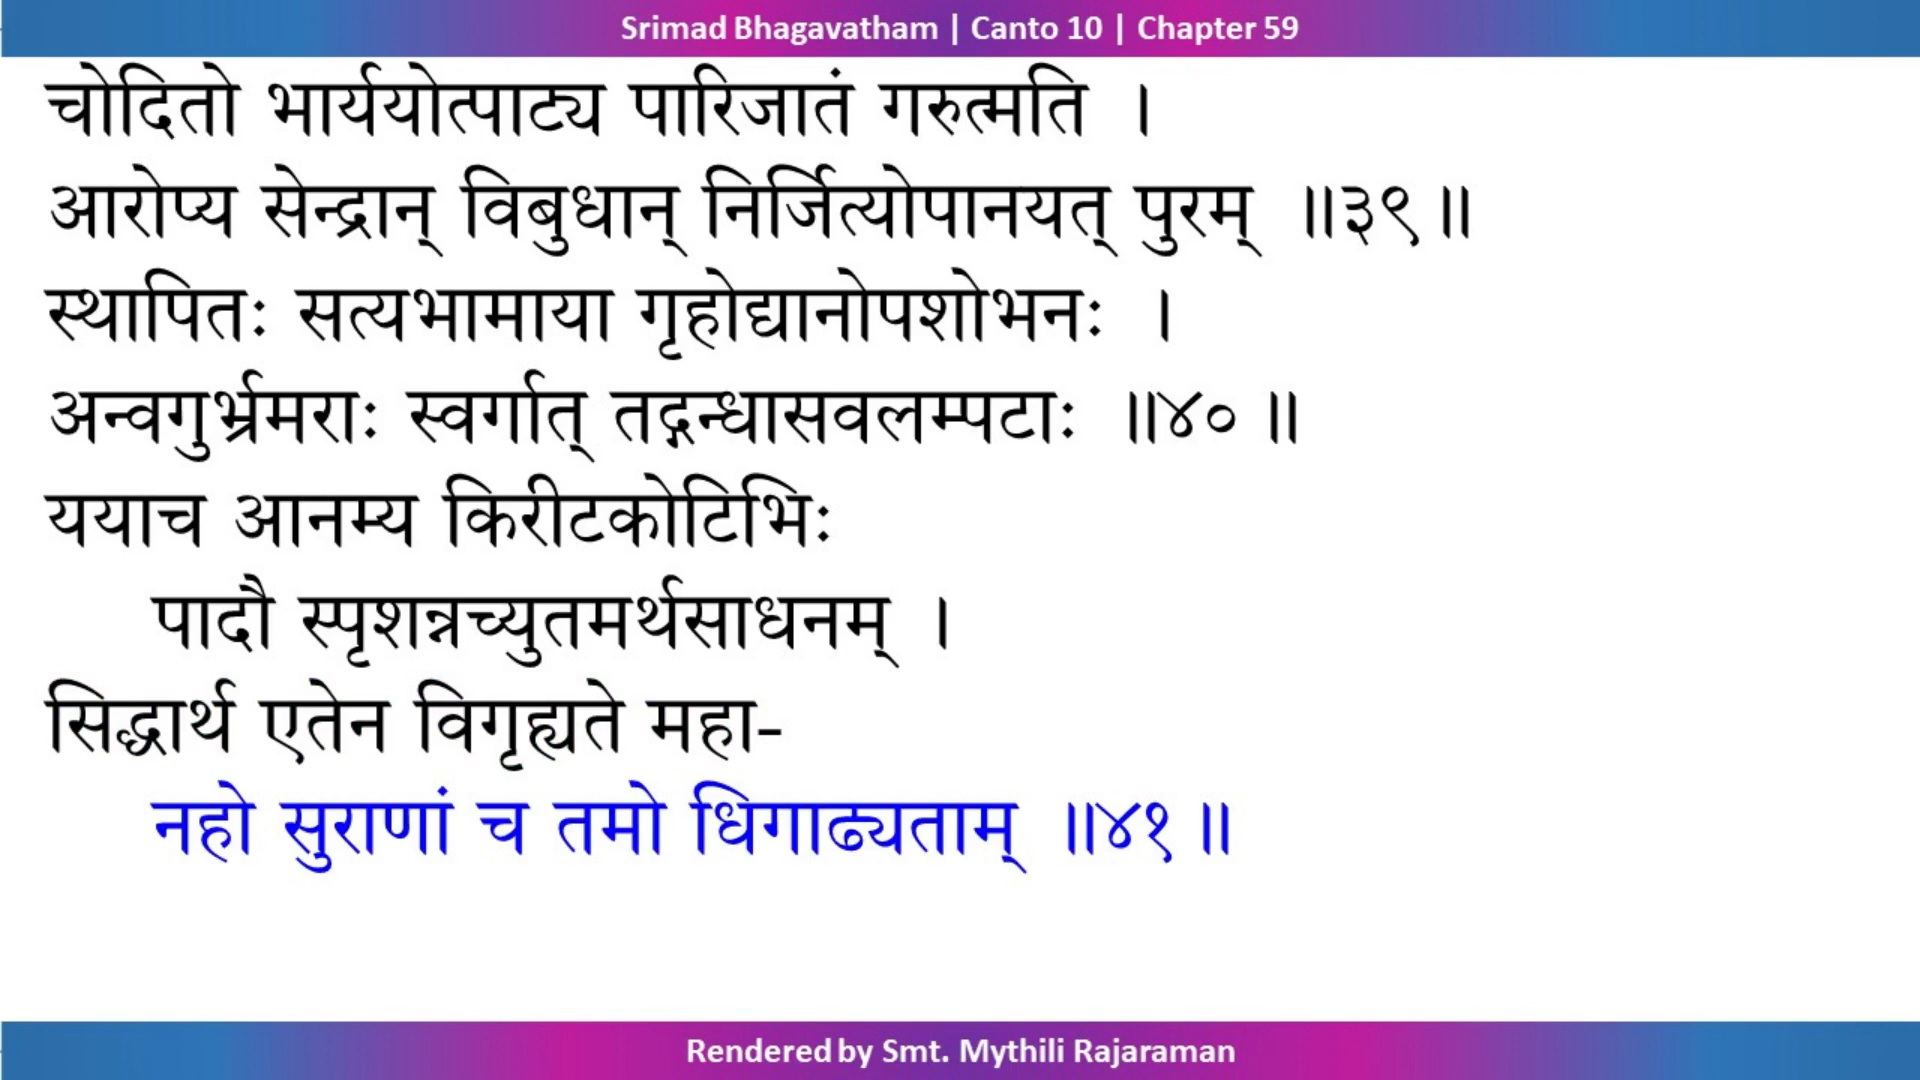 Srimad Bhagavatham | Canto 10 | Chapter 59
चोदितो भार्ययोत्पाट्य पारिजातं गरुत्मति ।
आरोप्य सेन्द्रान् विबुधान् निर्जित्योपानयत् पुरम् ॥३९॥
स्थापितः सत्यभामाया गृहोद्यानोपशोभनः ।
अन्वगुर्भ्रमराः स्वर्गात् तद्गन्धासवलम्पटाः ॥४०॥
ययाच आनम्य किरीटकोटिभिः
पादौ स्पृशन्नच्युतमर्थसाधनम् ।
सिद्धार्थ एतेन विगृह्यते महा-
नहो सुराणां च तमो धिगाढ्यताम् ॥४१॥
Rendered by Smt. Mythili Rajaraman